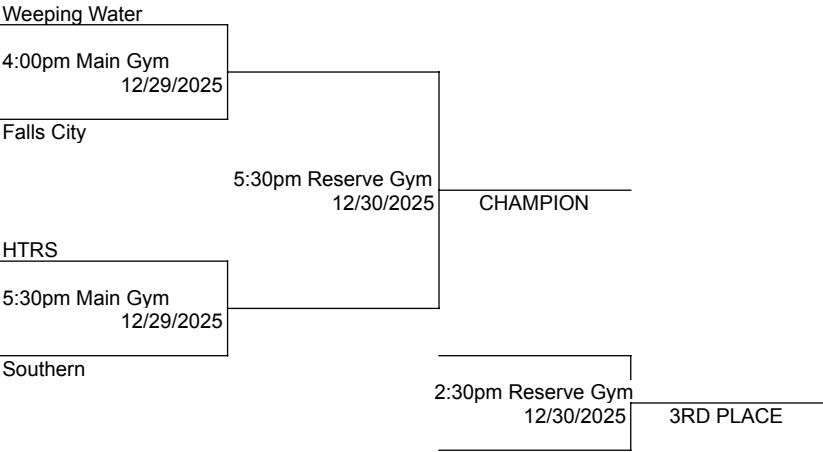 Weeping Water
4:00pm Main Gym
12/29/2025
Falls City
5:30pm Reserve Gym
12/30/2025
CHAMPION
HTRS
5:30pm Main Gym
12/29/2025
Southern
2:30pm Reserve Gym
12/30/2025
3RD PLACE